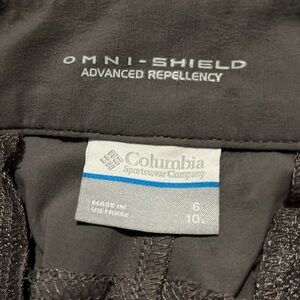 OMNI-SHIELD
ADVANCED REPELLENCY
Columbia
Sportswear Company
6
MADE IN
VIETNAM
10